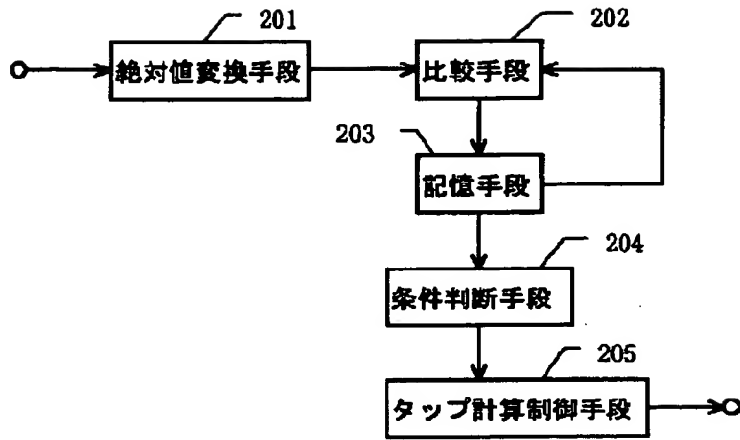 201
絶対値変換手段
202
比較手段
203
記憶手段
204
条件判断手段
205
タップ計算制御手段